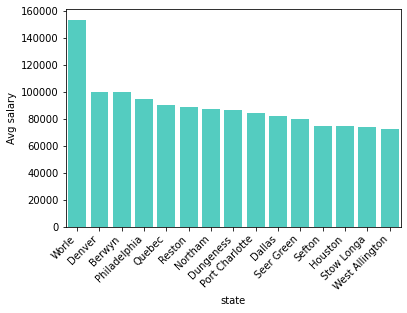 160000
140000
120000
100000
80000
60000
40000
20000
0
Avg salary
Worle
Denver
Berwyn
Philadelphia
Quebec
Reston
Northam
Dungeness
Port Charlotte
Dallas
Seer Green
Sefton
Houston
Stow Longa
West Allington
state